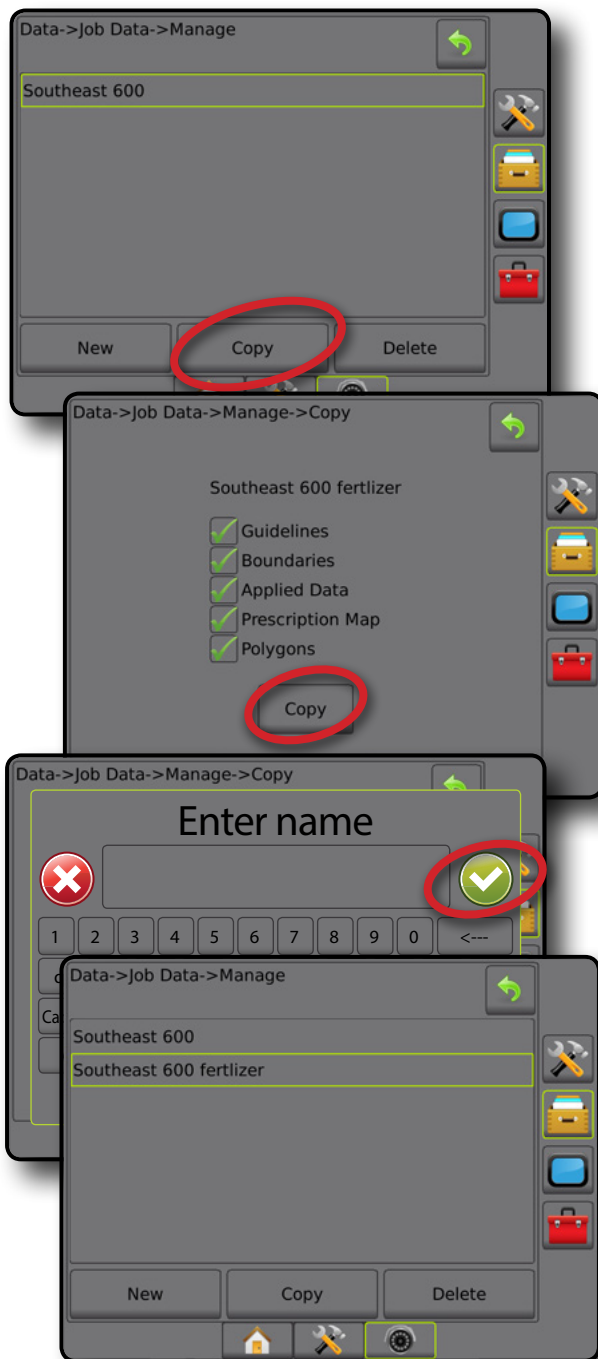 Data->Job Data->Manage
Southeast 600
New Copy Delete
Data->Job Data->Manage->Copy
Southeast 600 fertlizer
Guidelines
Boundaries
Applied Data
Prescription Map
Polygons
Copy
Data->Job Data->Manage->Copy
Enter name
1 2 3 4 5 6 7 8 9 0 <---
Data->Job Data->Manage
Southeast 600
Southeast 600 fertlizer
New Copy Delete